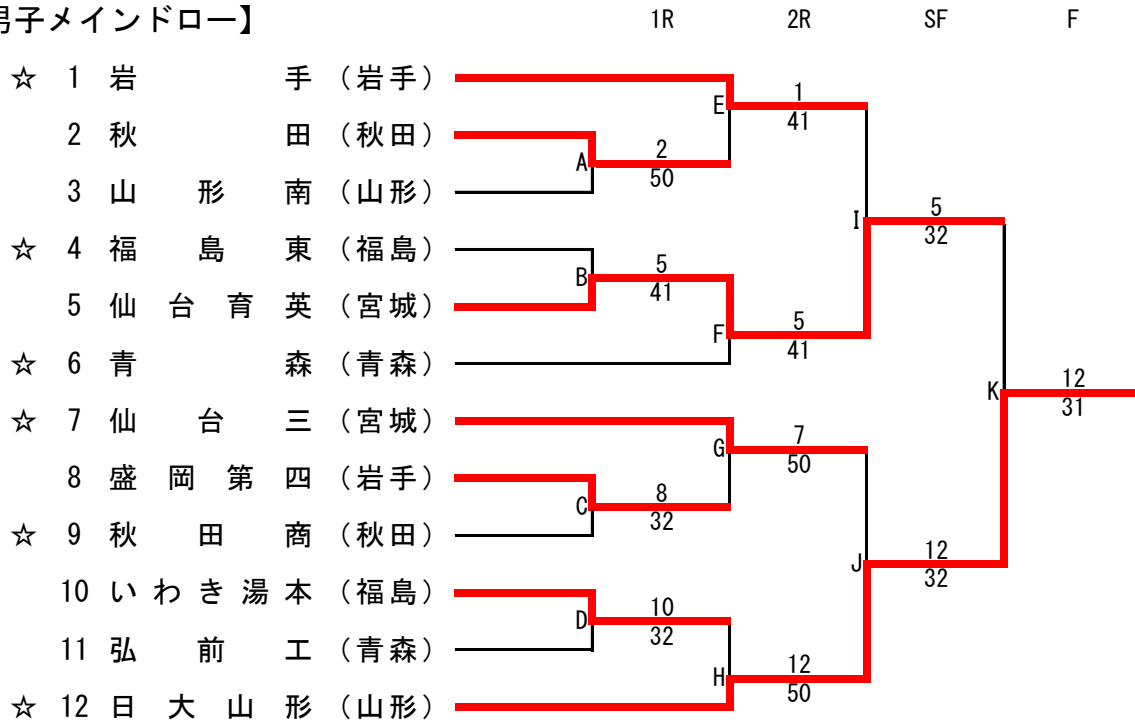 男子メインドロー】 1R 2R SF F
☆ 1 岩手 (岩手)
E 1
41
2 秋田 (秋田)
A 2
50
3 山形南 (山形)
I 5
32
☆ 4 福島東 (福島)
B 5
41
5 仙台育英 (宮城)
F 5
41
☆ 6 青森 (青森)
K 12
31
☆ 7 仙台三 (宮城)
G 7
50
8 盛岡第四 (岩手)
C 8
32
☆ 9 秋田商 (秋田)
J 12
32
10 いわき湯本 (福島)
D 10
32
11 弘前工 (青森)
H 12
50
☆ 12 日大山形 (山形)